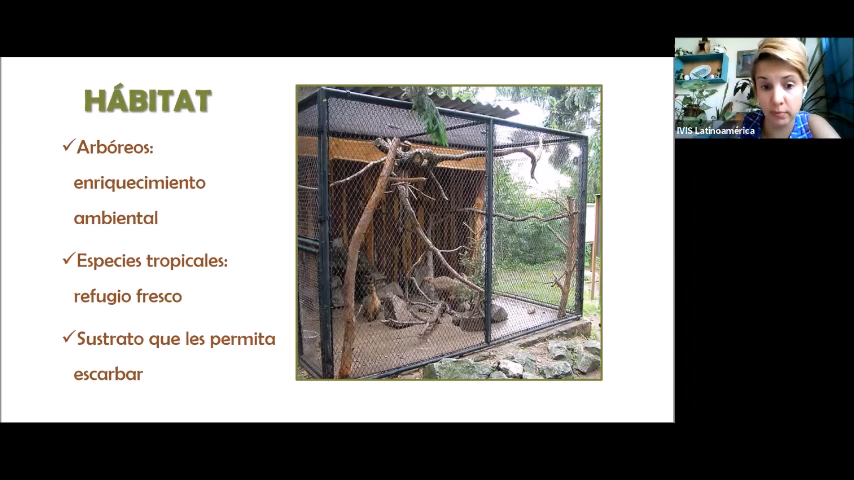 HÁBITAT
✓Arbóreos:
enriquecimiento
ambiental
✓Especies tropicales:
refugio fresco
✓Sustrato que les permita
escarbar
IVIS Latinoamérica